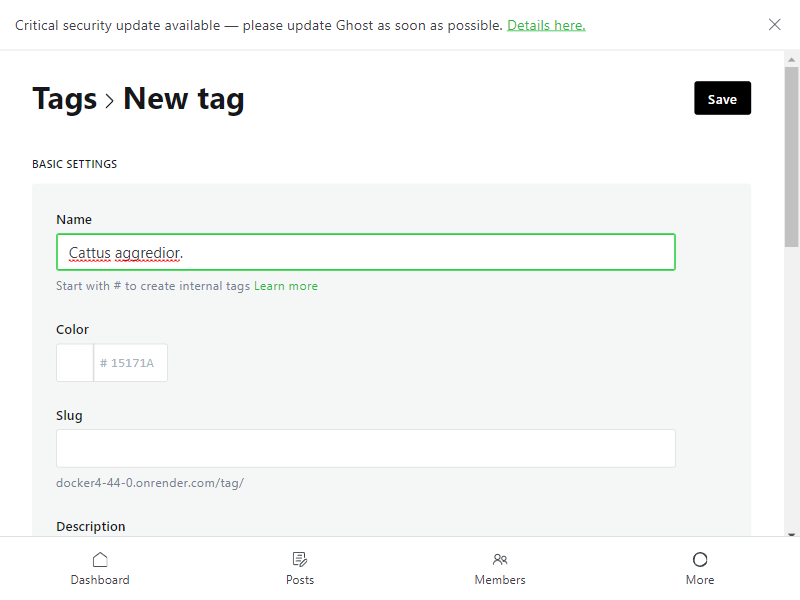 Critical security update available — please update Ghost as soon as possible. Details here.
Tags > New tag
Save
BASIC SETTINGS
Name
Cattus aggredior.
Start with # to create internal tags Learn more
Color
# 15171A
Slug
docker4-44-0.onrender.com/tag/
Description
Dashboard
Posts
Members
More